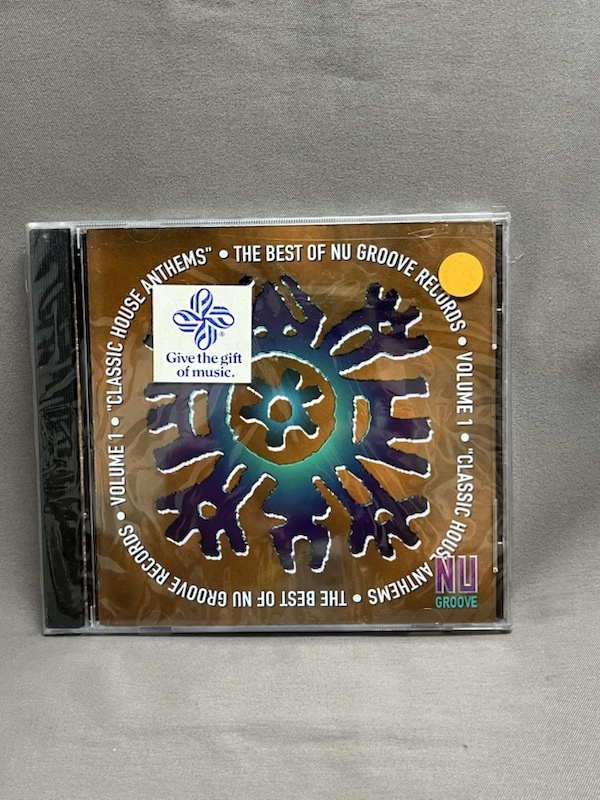 THE BEST OF NU GROOVE RECORDS • VOLUME 1 • "CLASSIC HOUSE ANTHEMS • THE BEST OF NU GROOVE RECORDS • VOLUME 1 • "CLASSIC HOUSE ANTHEMS" •
®
Give the gift
of music.
NU
GROOVE